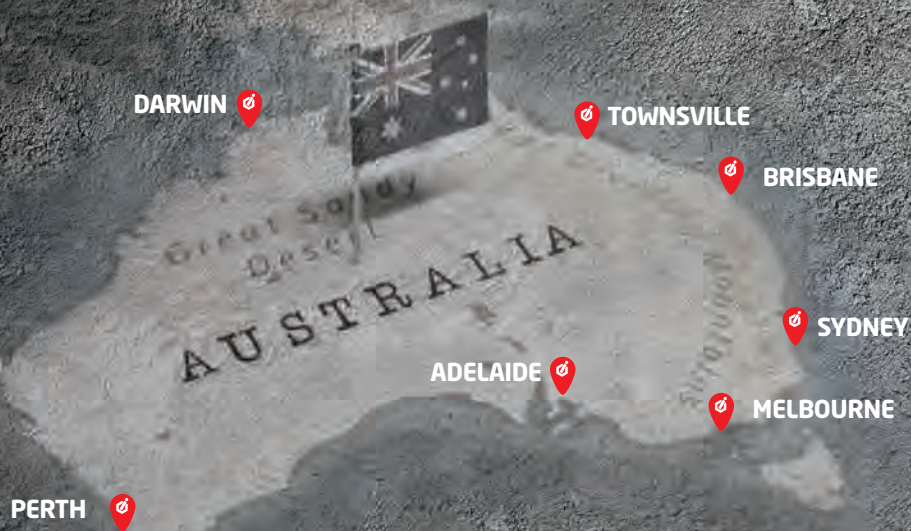 DARWIN
TOWNSVILLE
BRISBANE
Great Sandy
Desert
AUSTRALIA
SYDNEY
ADELAIDE
MELBOURNE
PERTH